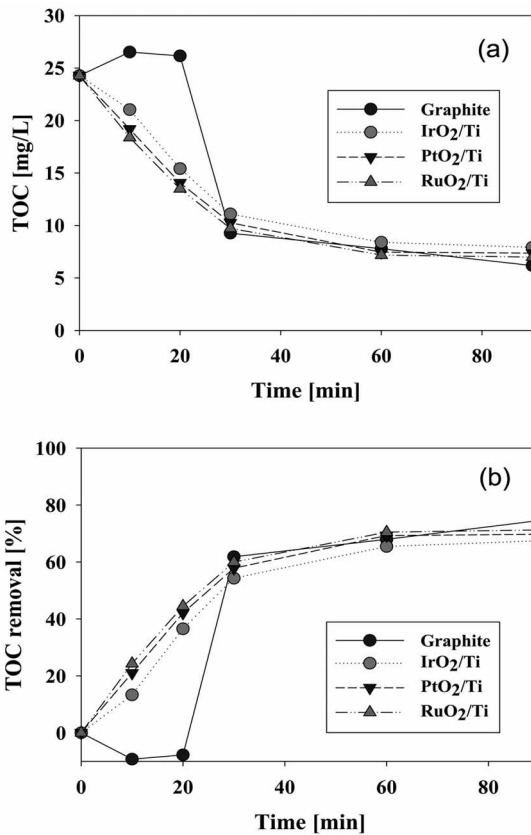 (a)
30
25
20
15
10
5
0
TOC [mg/L]
Graphite
IrO₂/Ti
PtO₂/Ti
RuO₂/Ti
0 20 40 60 80
Time [min]
(b)
100
80
60
40
20
0
TOC removal [%]
Graphite
IrO₂/Ti
PtO₂/Ti
RuO₂/Ti
0 20 40 60 80
Time [min]